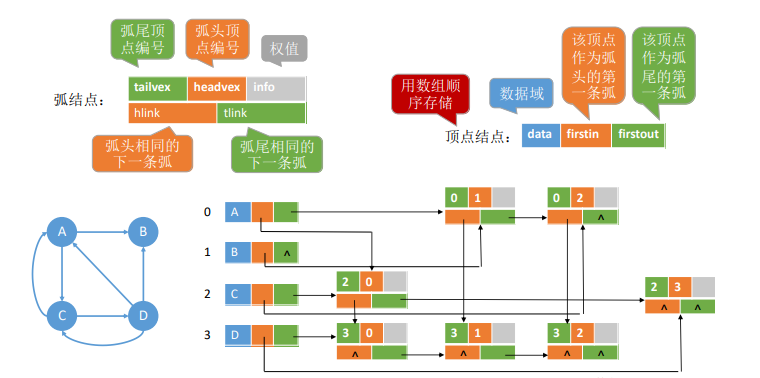 弧尾顶
点编号
弧头顶
点编号
权值
tailvex headvex info
弧结点：
hlink tlink
弧头相同的
下一条弧
弧尾相同的
下一条弧
用数组顺
序存储
数据域
该顶点
作为弧
头的第
一条弧
该顶点
作为弧
尾的第
一条弧
顶点结点：
data firstin firstout
A B
C D
0 A 0 1 0 2
^
1 B ^
2 C 2 0 2 3
^ ^
3 D 3 0 3 1 3 2
^ ^ ^ ^